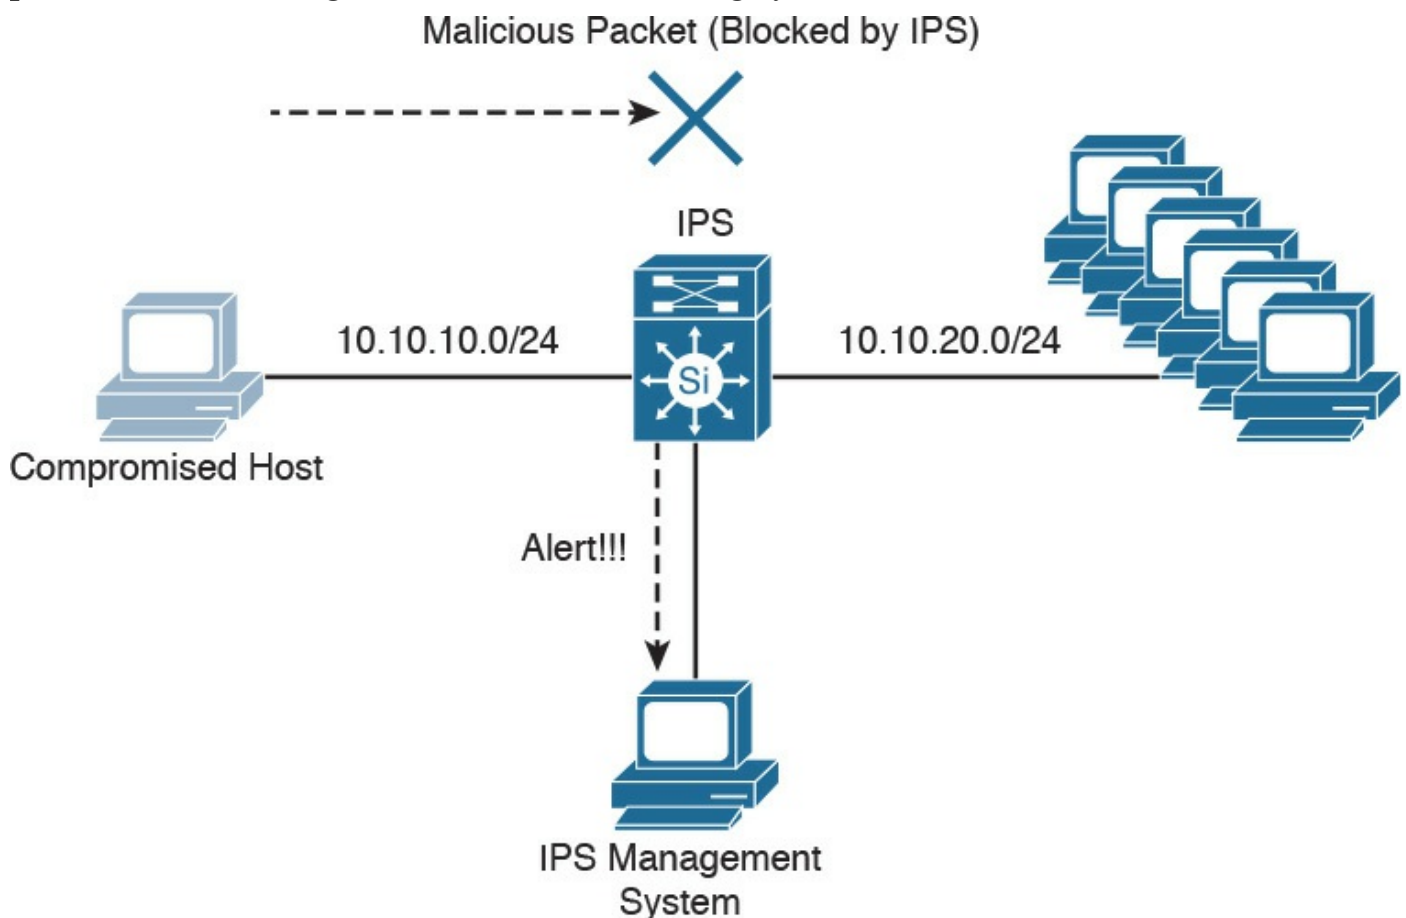 Malicious Packet (Blocked by IPS)
IPS
10.10.10.0/24
10.10.20.0/24
Si
Compromised Host
Alert!!!
IPS Management
System